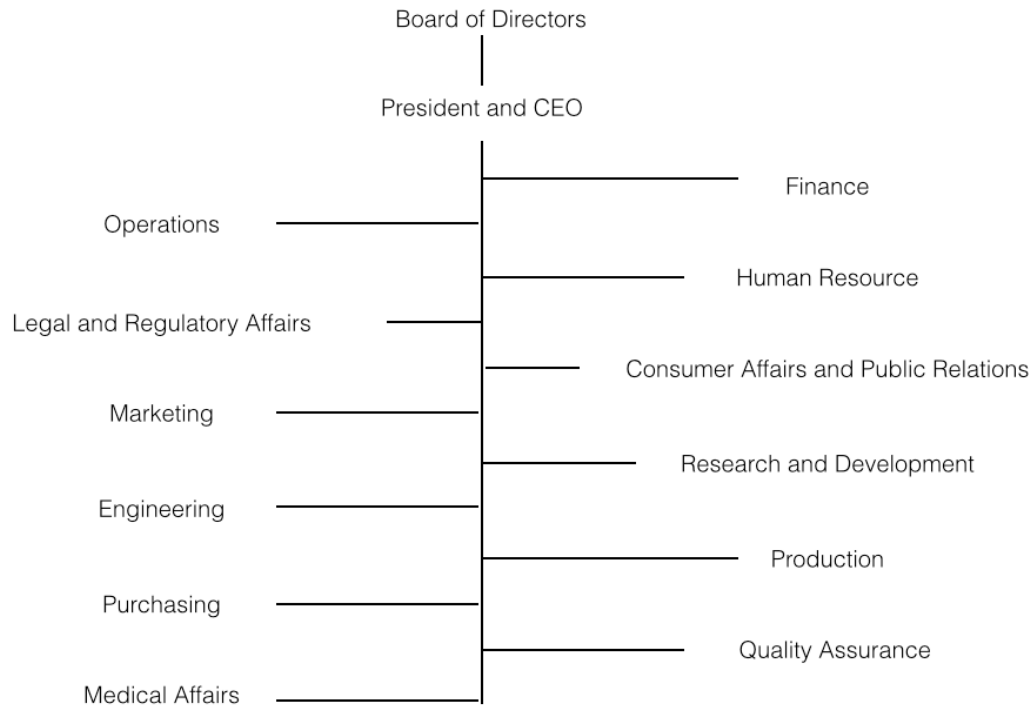 Board of Directors
President and CEO
Finance
Operations
Human Resource
Legal and Regulatory Affairs
Consumer Affairs and Public Relations
Marketing
Research and Development
Engineering
Production
Purchasing
Quality Assurance
Medical Affairs